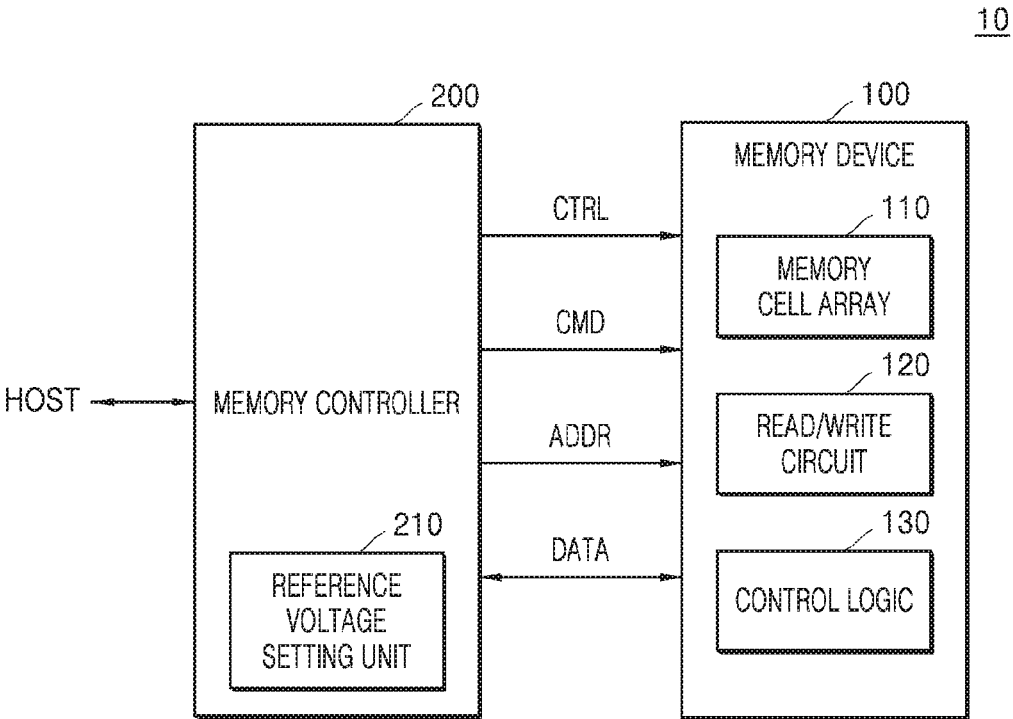 10
200
100
MEMORY DEVICE
CTRL
110
MEMORY
CELL ARRAY
CMD
HOST
MEMORY CONTROLLER
120
READ/WRITE
CIRCUIT
ADDR
210
REFERENCE
VOLTAGE
SETTING UNIT
DATA
130
CONTROL LOGIC